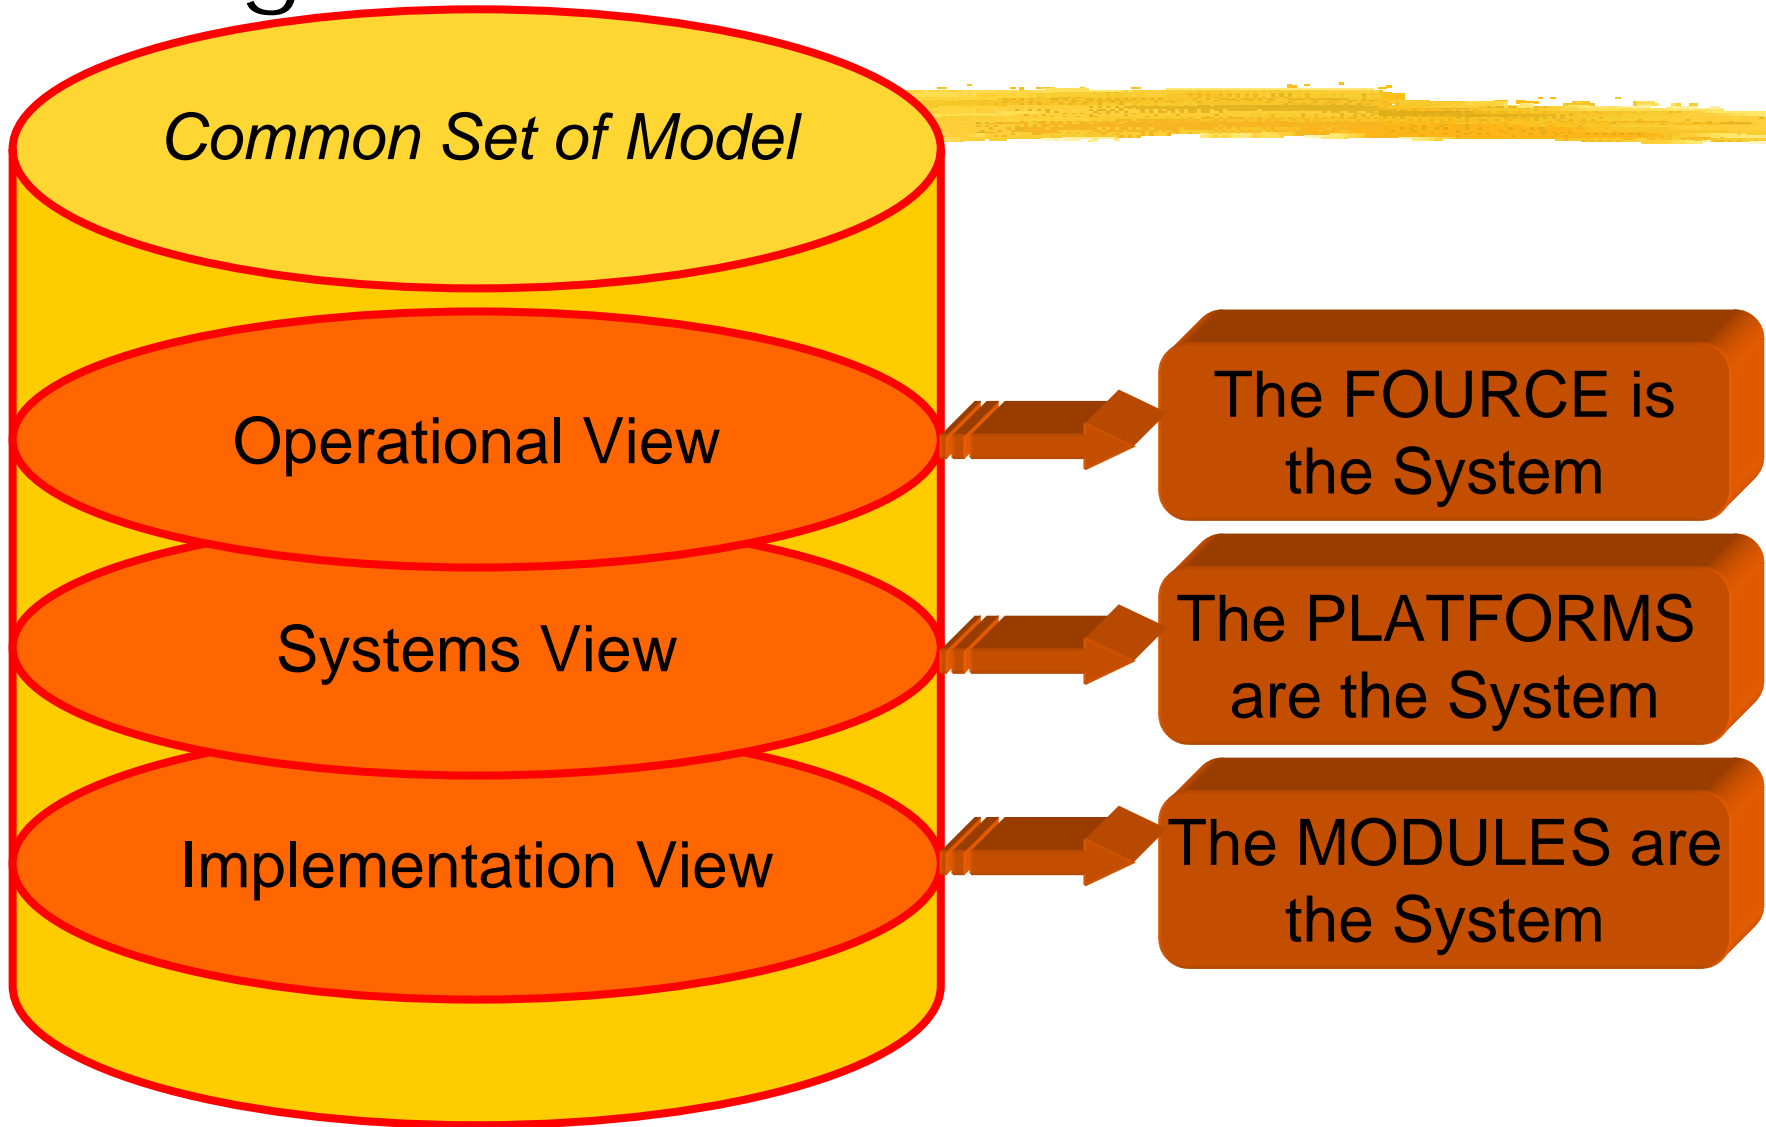 Common Set of Model
Operational View
The FOURCE is
the System
Systems View
The PLATFORMS
are the System
Implementation View
The MODULES are
the System